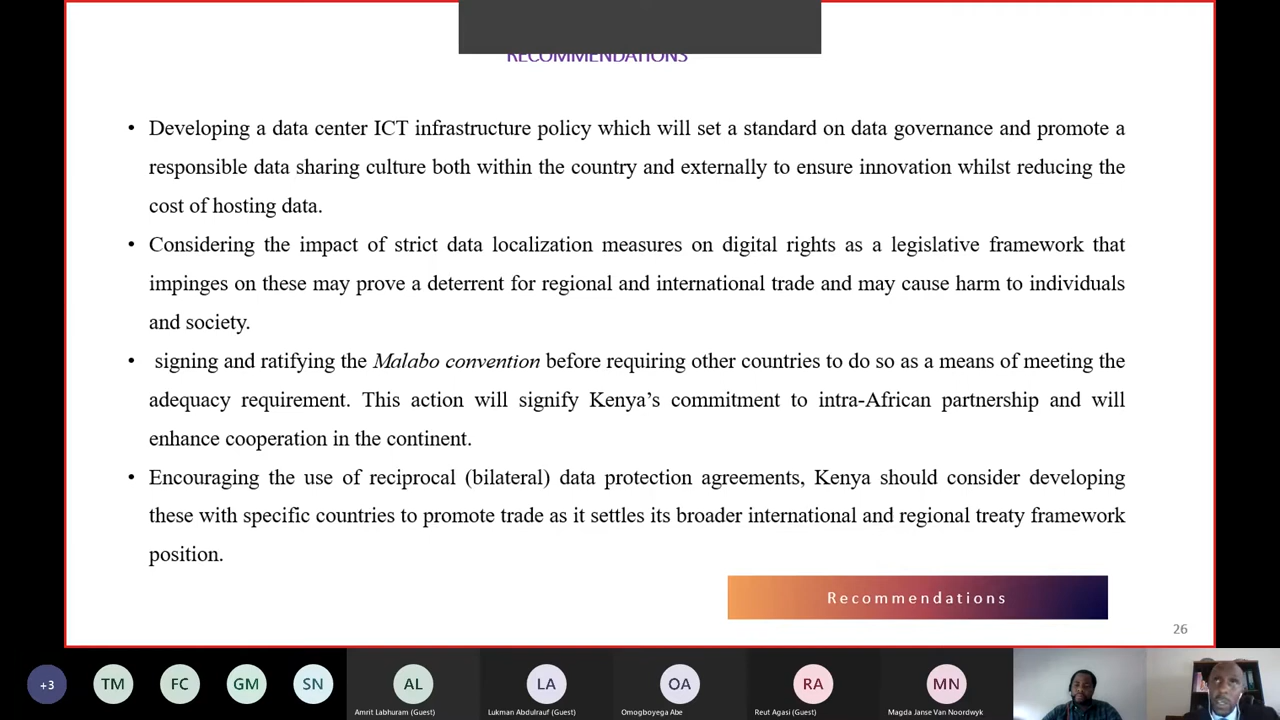 RECOMMENDATIONS
• Developing a data center ICT infrastructure policy which will set a standard on data governance and promote a
responsible data sharing culture both within the country and externally to ensure innovation whilst reducing the
cost of hosting data.
• Considering the impact of strict data localization measures on digital rights as a legislative framework that
impinges on these may prove a deterrent for regional and international trade and may cause harm to individuals
and society.
• signing and ratifying the Malabo convention before requiring other countries to do so as a means of meeting the
adequacy requirement. This action will signify Kenya’s commitment to intra-African partnership and will
enhance cooperation in the continent.
• Encouraging the use of reciprocal (bilateral) data protection agreements, Kenya should consider developing
these with specific countries to promote trade as it settles its broader international and regional treaty framework
position.
Recommendations
26
+3 TM FC GM SN AL LA OA RA MN
Amrit Labhuram (Guest) Lukman Abdulrauf (Guest) Omogboyega Abe Reut Agasi (Guest) Magda Janse Van Noordwyk